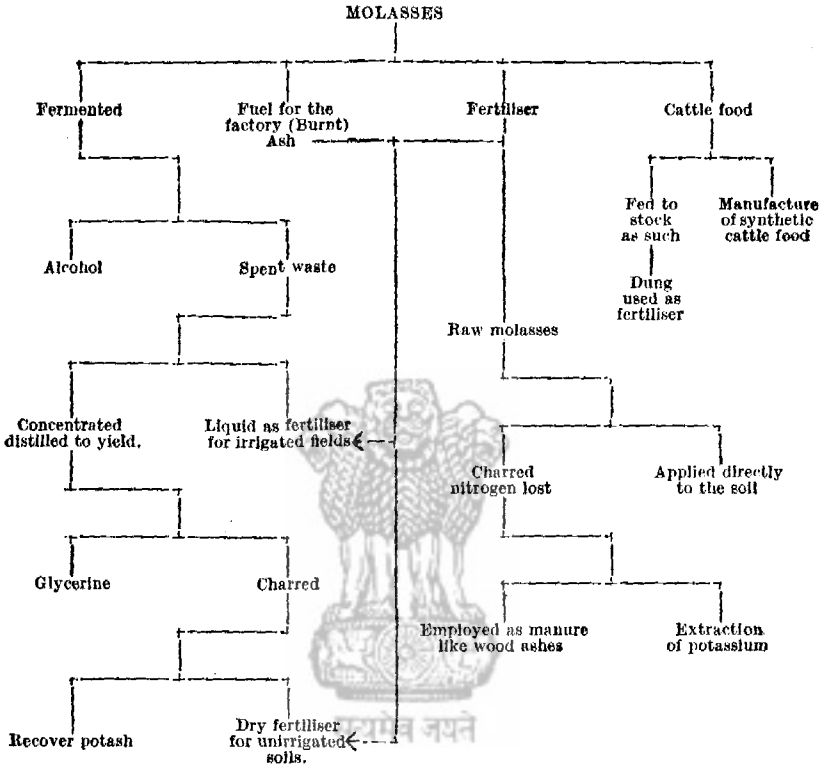 MOLASSES
Fermented
Fuel for the
factory (Burnt)
Ash
Fertiliser
Cattle food
Fed to
stock
as such
Manufacture
of synthetic
cattle food
Alcohol
Spent waste
Dung
used as
fertiliser
Raw molasses
Concentrated
distilled to yield.
Liquid as fertiliser
for irrigated fields
Charred
nitrogen lost
Applied directly
to the soil
Glycerine
Charred
Employed as manure
like wood ashes
Extraction
of potassium
Recover potash
Dry fertiliser
for unirrigated
soils.
सत्यमेव जयते